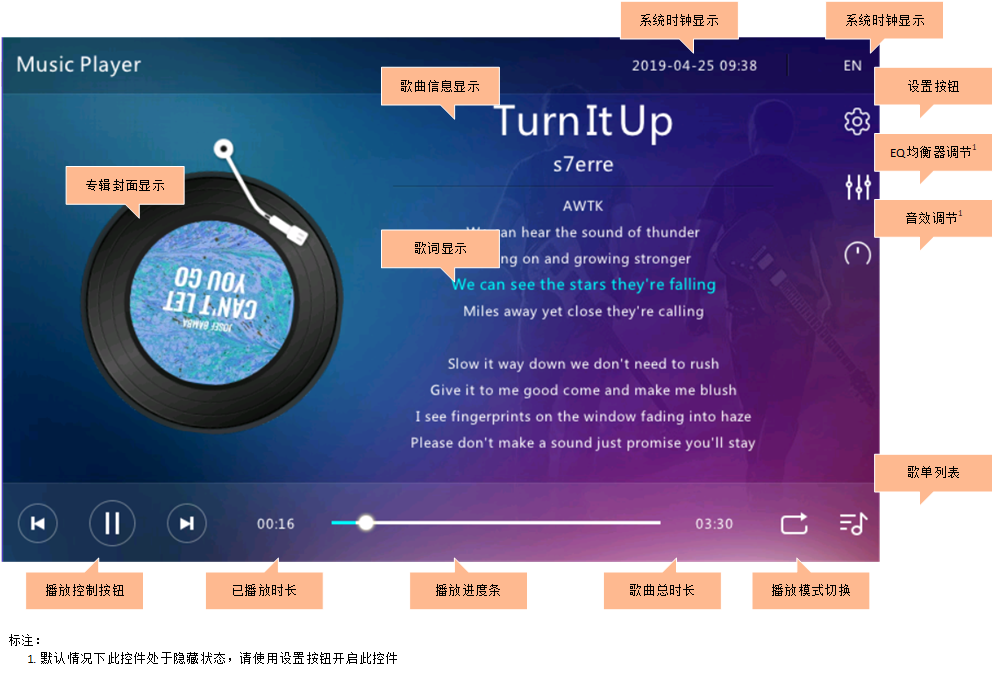 系统时钟显示
系统时钟显示
Music Player
2019-04-25 09:38
EN
歌曲信息显示
设置按钮
TurnItUp
EQ均衡器调节1
s7erre
专辑封面显示
音效调节1
AWTK
can hear the sound of thunder
歌词显示
on and growing stronger
We can see the stars they're falling
Miles away yet close they're calling
CAN'T LET
YOU GO
JOSEF BAMBA
Slow it way down we don't need to rush
Give it to me good come and make me blush
I see fingerprints on the window fading into haze
Please don't make a sound just promise you'll stay
歌单列表
00:16
03:30
播放控制按钮
已播放时长
播放进度条
歌曲总时长
播放模式切换
标注：
1. 默认情况下此控件处于隐藏状态，请使用设置按钮开启此控件